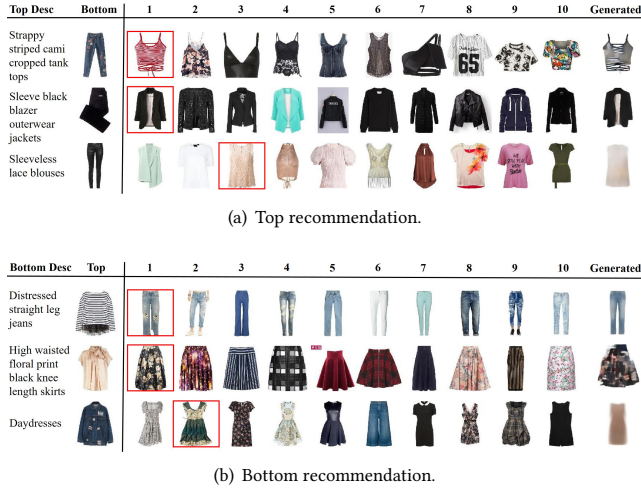 Top Desc Bottom 1 2 3 4 5 6 7 8 9 10 Generated
Strappy
striped cami
cropped tank
tops
65
Sleeve black
blazer
outerwear
jackets
Sleeveless
lace blouses
(a) Top recommendation.
Bottom Desc Top 1 2 3 4 5 6 7 8 9 10 Generated
Distressed
straight leg
jeans
High waisted
floral print
black knee
length skirts
Daydresses
(b) Bottom recommendation.